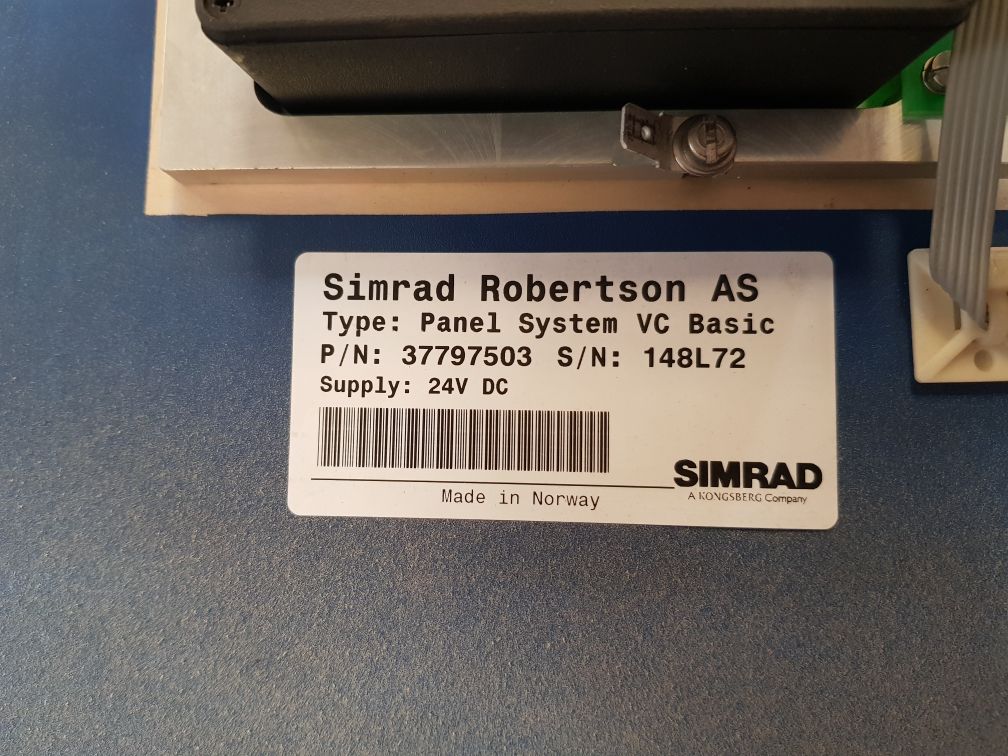 Simrad Robertson AS
Type: Panel System VC Basic
P/N: 37797503 S/N: 148L72
Supply: 24V DC
Made in Norway
SIMRAD
A KONGSBERG Company